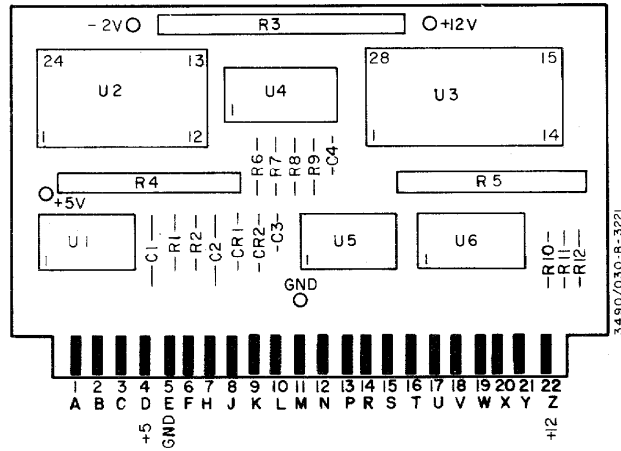 -2V R3 +12V
24 13 28 15
U2 U4 U3
1 12 1 1 14
R6 R7 R8 R9 C4
R4 R5
+5V
U1 C1 R1 R2 C2 CR1 CR2 C3 U5 U6 R10 R11 R12
1 1 1
GND
3490/030-B-3221
1 2 3 4 5 6 7 8 9 10 11 12 13 14 15 16 17 18 19 20 21 22
A B C D E F H J K L M N P R S T U V W X Y Z
+5 GND +12